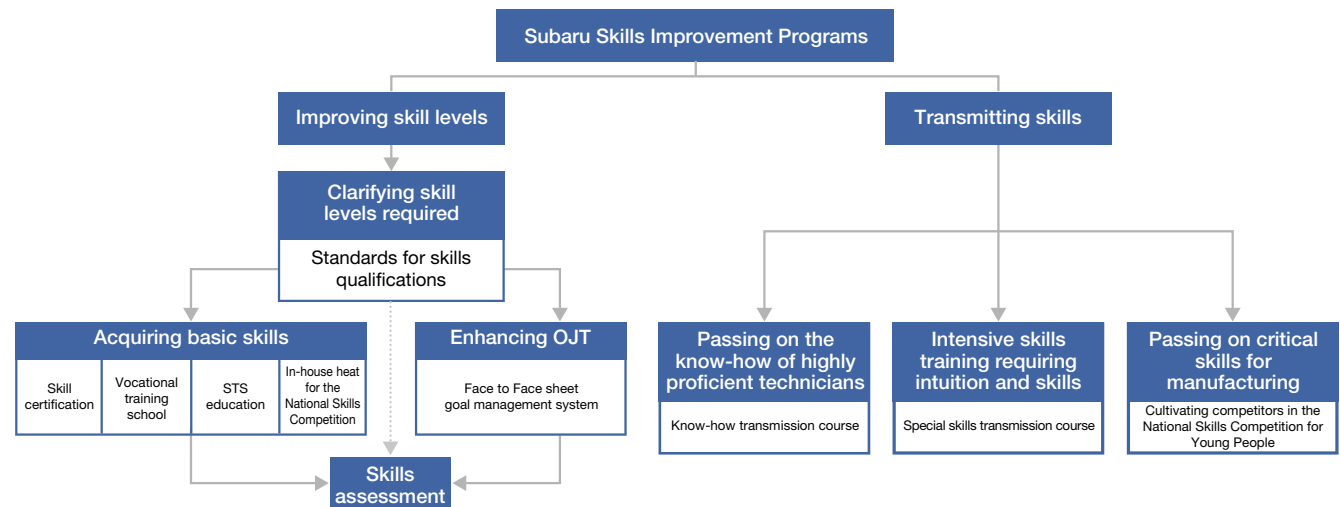 Subaru Skills Improvement Programs
Improving skill levels
Transmitting skills
Clarifying skill
levels required
Standards for skills
qualifications
Acquiring basic skills
Skill
certification
Vocational
training
school
STS
education
In-house heat
for the
National Skills
Competition
Enhancing OJT
Face to Face sheet
goal management system
Skills
assessment
Passing on the
know-how of highly
proficient technicians
Know-how transmission course
Intensive skills
training requiring
intuition and skills
Special skills transmission course
Passing on critical
skills for
manufacturing
Cultivating competitors in the
National Skills Competition for
Young People